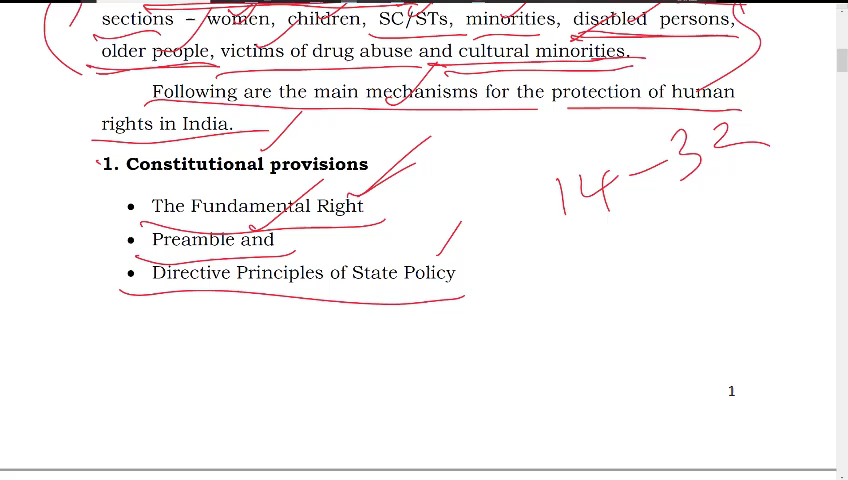 sections – women, children, SC/STs, minorities, disabled persons,
older people, victims of drug abuse and cultural minorities.
Following are the main mechanisms for the protection of human
rights in India.
1. Constitutional provisions
• The Fundamental Right
• Preamble and
• Directive Principles of State Policy
14-32
1